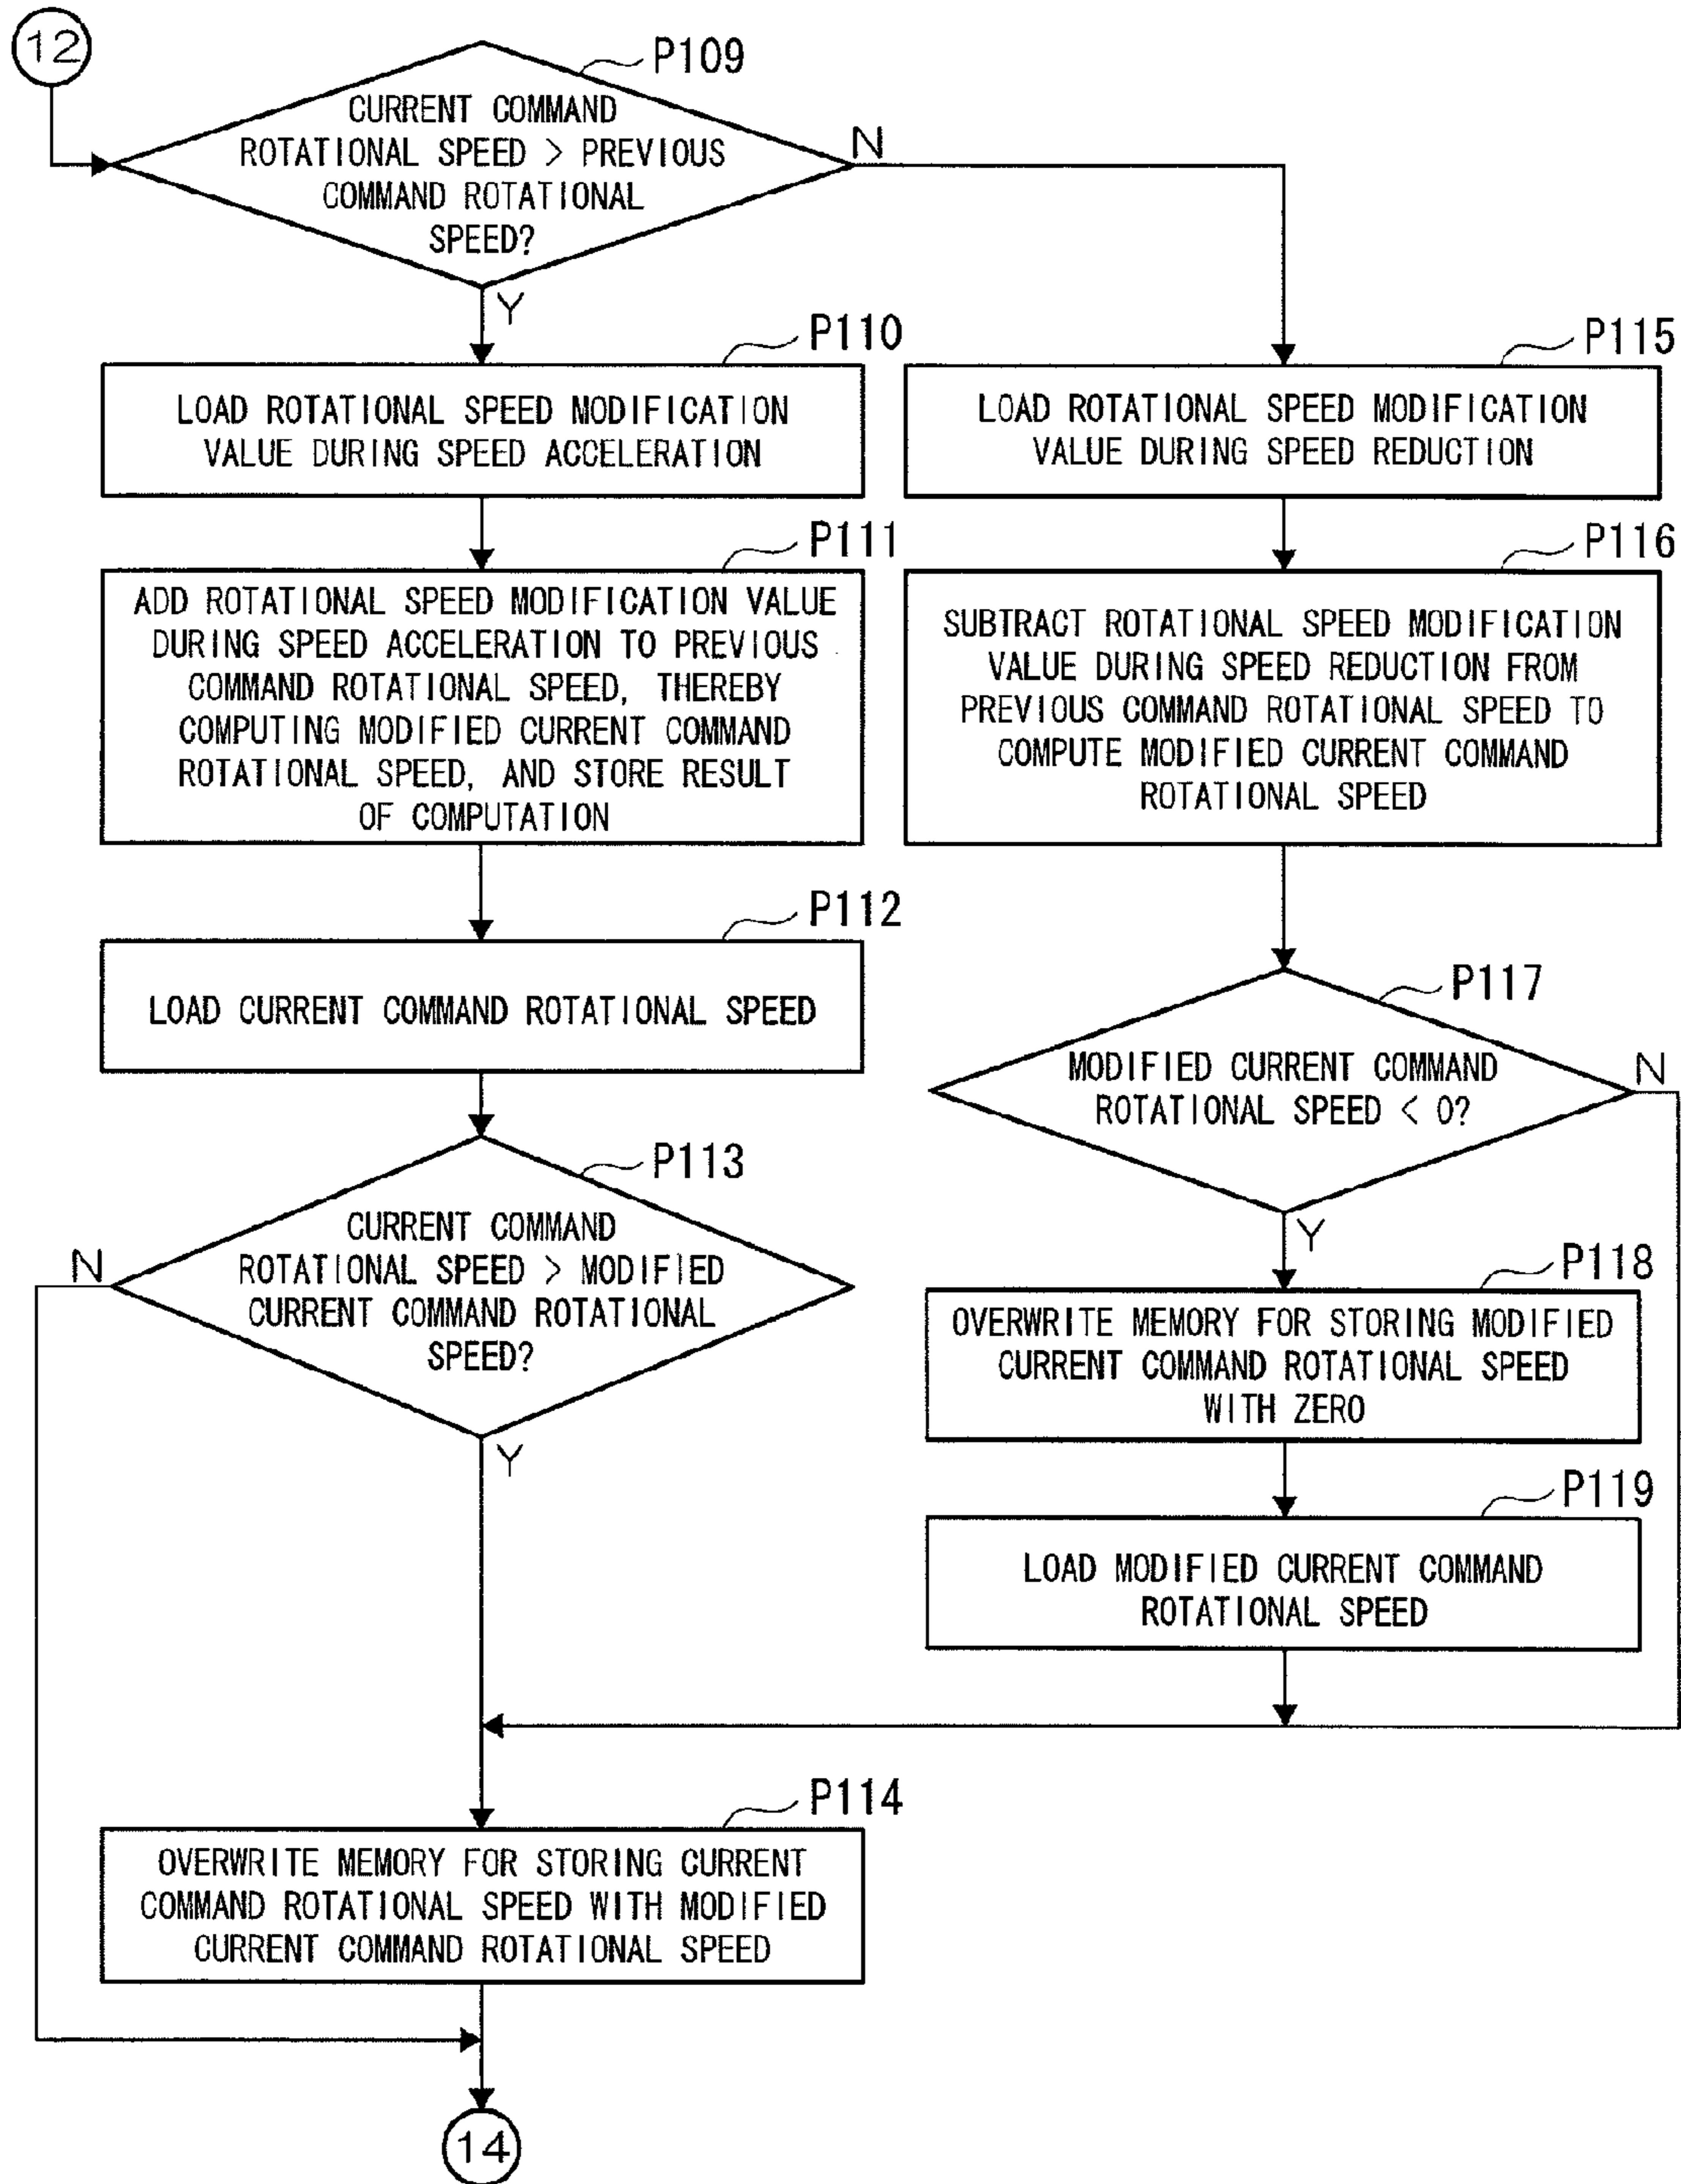 12
P109
CURRENT COMMAND
ROTATIONAL SPEED > PREVIOUS
COMMAND ROTATIONAL
SPEED?
N
Y
P110
LOAD ROTATIONAL SPEED MODIFICATION
VALUE DURING SPEED ACCELERATION
P111
ADD ROTATIONAL SPEED MODIFICATION VALUE
DURING SPEED ACCELERATION TO PREVIOUS
COMMAND ROTATIONAL SPEED, THEREBY
COMPUTING MODIFIED CURRENT COMMAND
ROTATIONAL SPEED, AND STORE RESULT
OF COMPUTATION
P112
LOAD CURRENT COMMAND ROTATIONAL SPEED
P113
CURRENT COMMAND
ROTATIONAL SPEED > MODIFIED
CURRENT COMMAND ROTATIONAL
SPEED?
N
Y
P115
LOAD ROTATIONAL SPEED MODIFICATION
VALUE DURING SPEED REDUCTION
P116
SUBTRACT ROTATIONAL SPEED MODIFICATION
VALUE DURING SPEED REDUCTION FROM
PREVIOUS COMMAND ROTATIONAL SPEED TO
COMPUTE MODIFIED CURRENT COMMAND
ROTATIONAL SPEED
P117
MODIFIED CURRENT COMMAND
ROTATIONAL SPEED < 0?
N
Y
P118
OVERWRITE MEMORY FOR STORING MODIFIED
CURRENT COMMAND ROTATIONAL SPEED
WITH ZERO
P119
LOAD MODIFIED CURRENT COMMAND
ROTATIONAL SPEED
P114
OVERWRITE MEMORY FOR STORING CURRENT
COMMAND ROTATIONAL SPEED WITH MODIFIED
CURRENT COMMAND ROTATIONAL SPEED
14